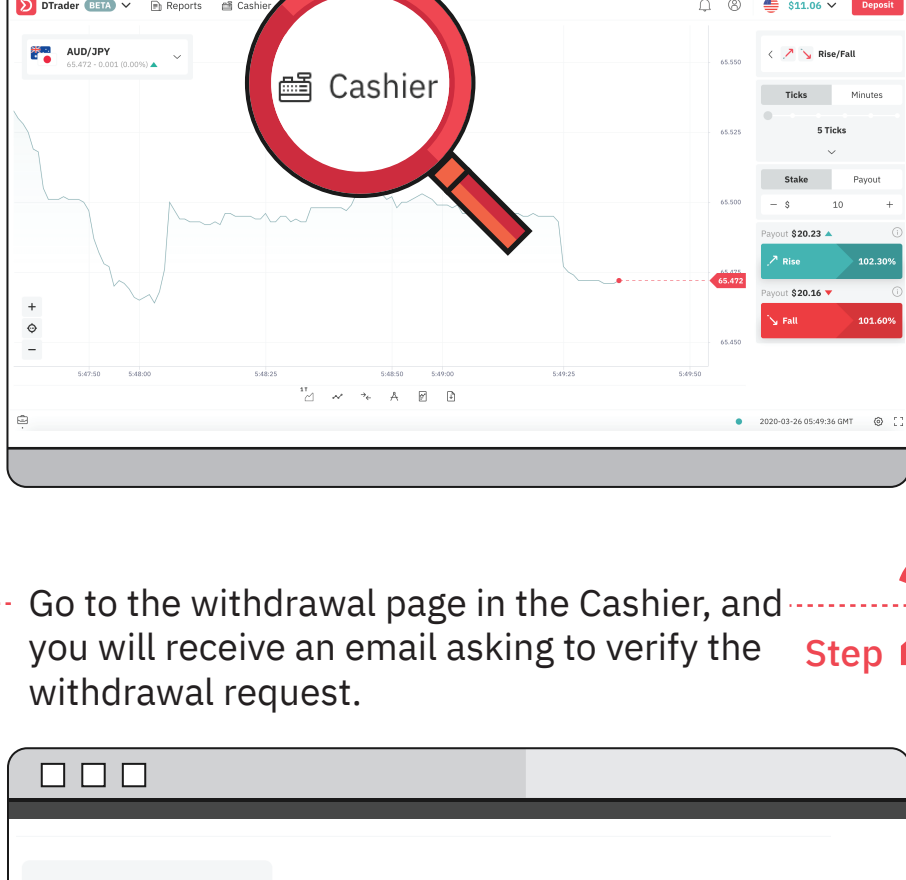 DTrader BETA Reports Cashier $11.06 Deposit
Cashier
AUD/JPY
65.472 - 0.001 (0.00%)
65.550
65.525
65.500
65.472
65.450
Rise/Fall
Ticks Minutes
5 Ticks
Stake Payout
− $ 10 +
Payout $20.23
Rise 102.30%
Payout $20.16
Fall 101.60%
5:47:50 5:48:00 5:48:25 5:48:50 5:49:00 5:49:25 5:49:50
1T
2020-03-26 05:49:36 GMT
Go to the withdrawal page in the Cashier, and
you will receive an email asking to verify the
withdrawal request.
Step